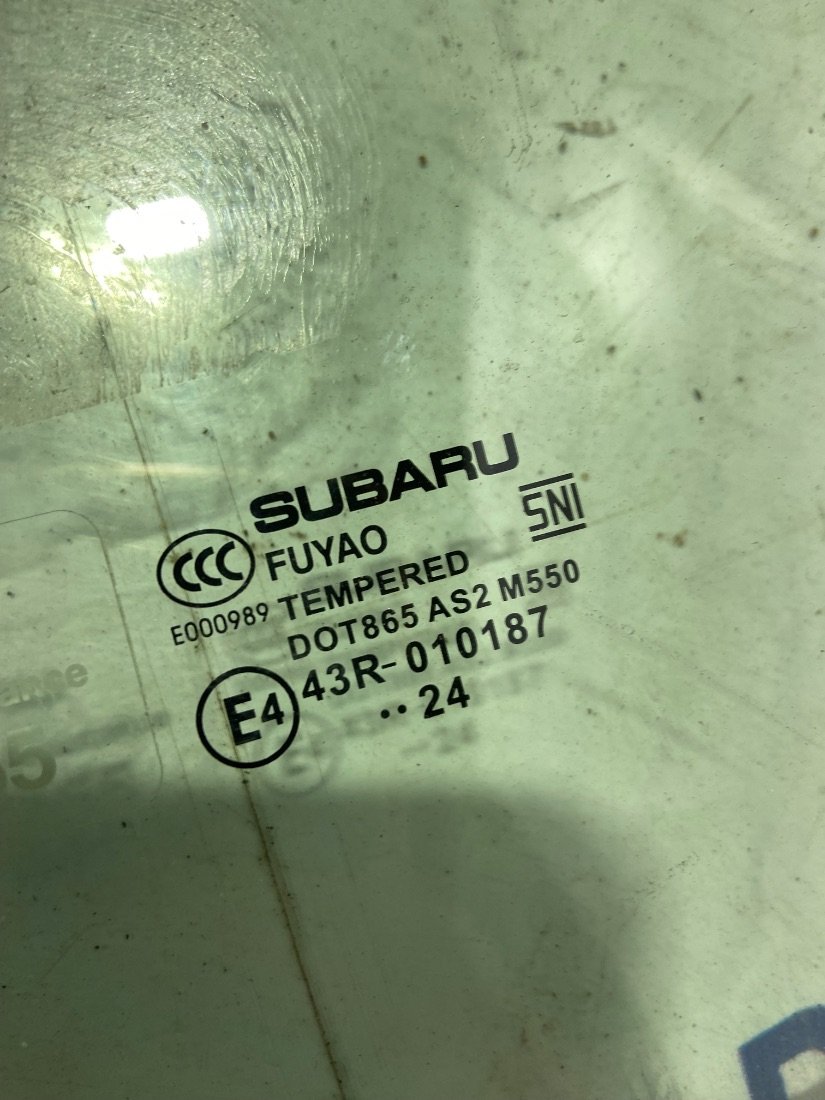 SUBARU
SNI
CCC FUYAO
E000989 TEMPERED
DOT865 AS2 M550
E4 43R-010187
..24